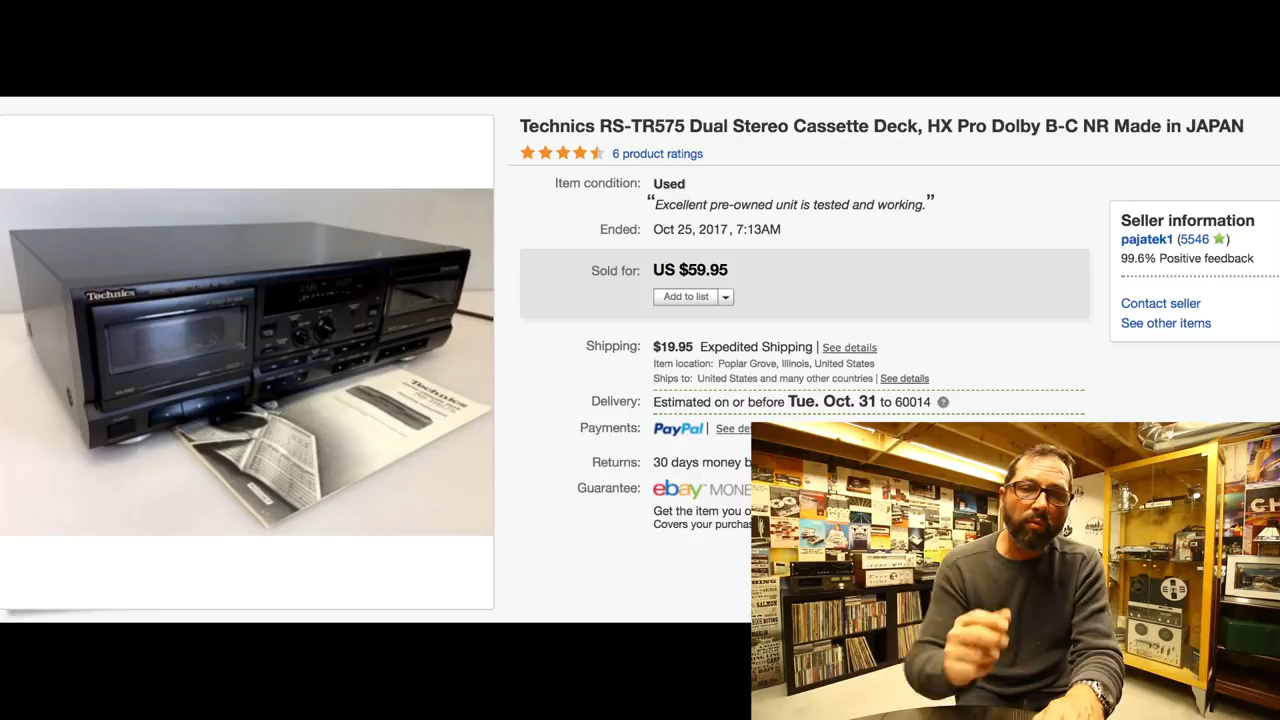 Technics RS-TR575 Dual Stereo Cassette Deck, HX Pro Dolby B-C NR Made in JAPAN
6 product ratings
Item condition: Used
“Excellent pre-owned unit is tested and working.”
Ended: Oct 25, 2017 , 7:13AM
Sold for: US $59.95
Add to list
Shipping: $19.95 Expedited Shipping | See details
Item location: Poplar Grove, Illinois, United States
Ships to: United States and many other countries | See details
Delivery: Estimated on or before Tue. Oct. 31 to 60014 ?
Payments: PayPal | See
Returns: 30 days money
Guarantee: ebay
Get the item you
Covers your
Seller information
pajatek1 (5546)
99.6% Positive feedback
Contact seller
See other items
Technics
Technics
SALMON